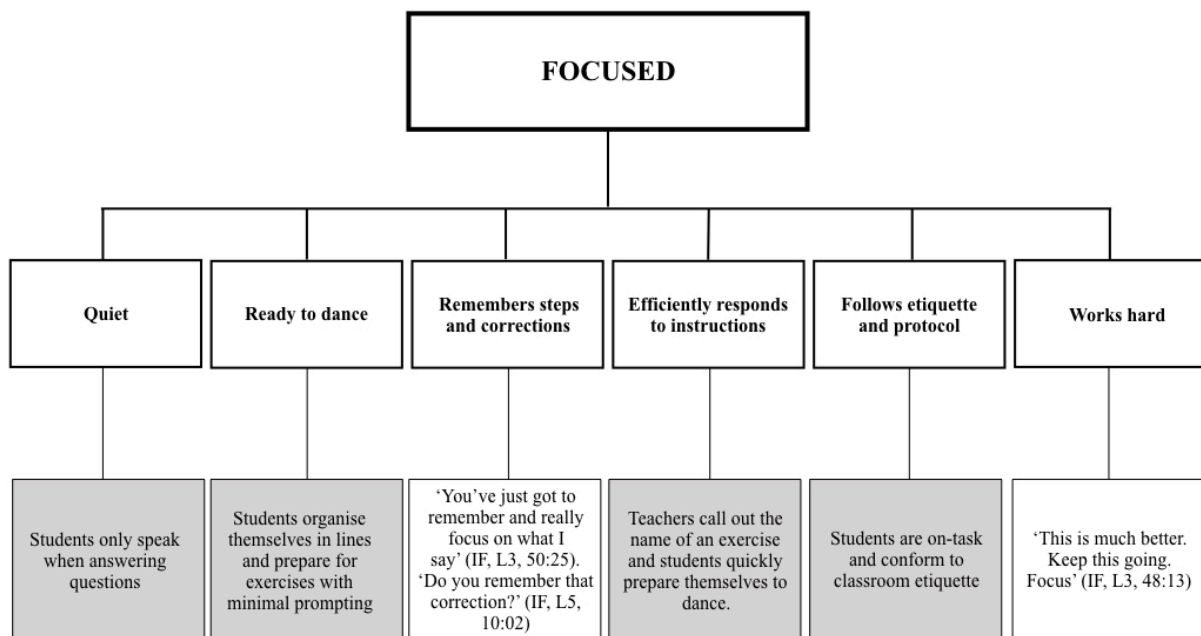 FOCUSED
Quiet
Ready to dance
Remembers steps
and corrections
Efficiently responds
to instructions
Follows etiquette
and protocol
Works hard
Students only speak
when answering
questions
Students organise
themselves in lines
and prepare for
exercises with
minimal prompting
‘You’ve just got to
remember and really
focus on what I
say’ (IF, L3, 50:25).
‘Do you remember that
correction?’ (IF, L5,
10:02)
Teachers call out the
name of an exercise
and students quickly
prepare themselves to
dance.
Students are on-task
and conform to
classroom etiquette
‘This is much better.
Keep this going.
Focus’ (IF, L3, 48:13)